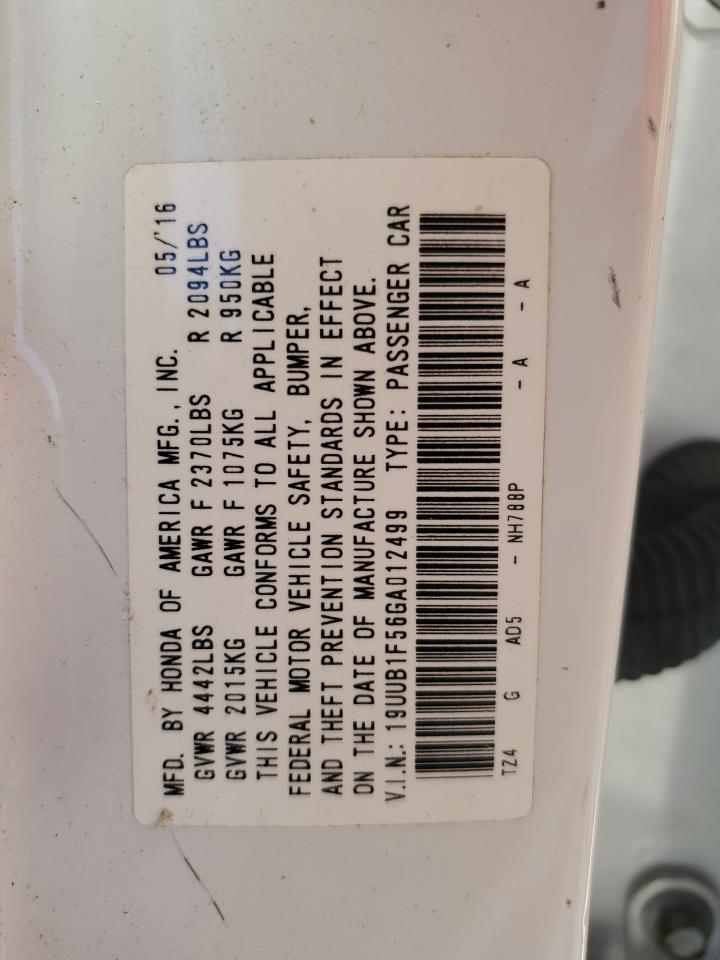 MFD. BY HONDA OF AMERICA MFG., INC. 05/'16
GVWR 4442LBS GAWR F 2370LBS R 2094LBS
GVWR 2015KG GAWR F 1075KG R 950KG
THIS VEHICLE CONFORMS TO ALL APPLICABLE
FEDERAL MOTOR VEHICLE SAFETY, BUMPER,
AND THEFT PREVENTION STANDARDS IN EFFECT
ON THE DATE OF MANUFACTURE SHOWN ABOVE.
V.I.N.: 19UUB1F56GA012499 TYPE: PASSENGER CAR
TZ4 G AD5 - NH788P - A - A